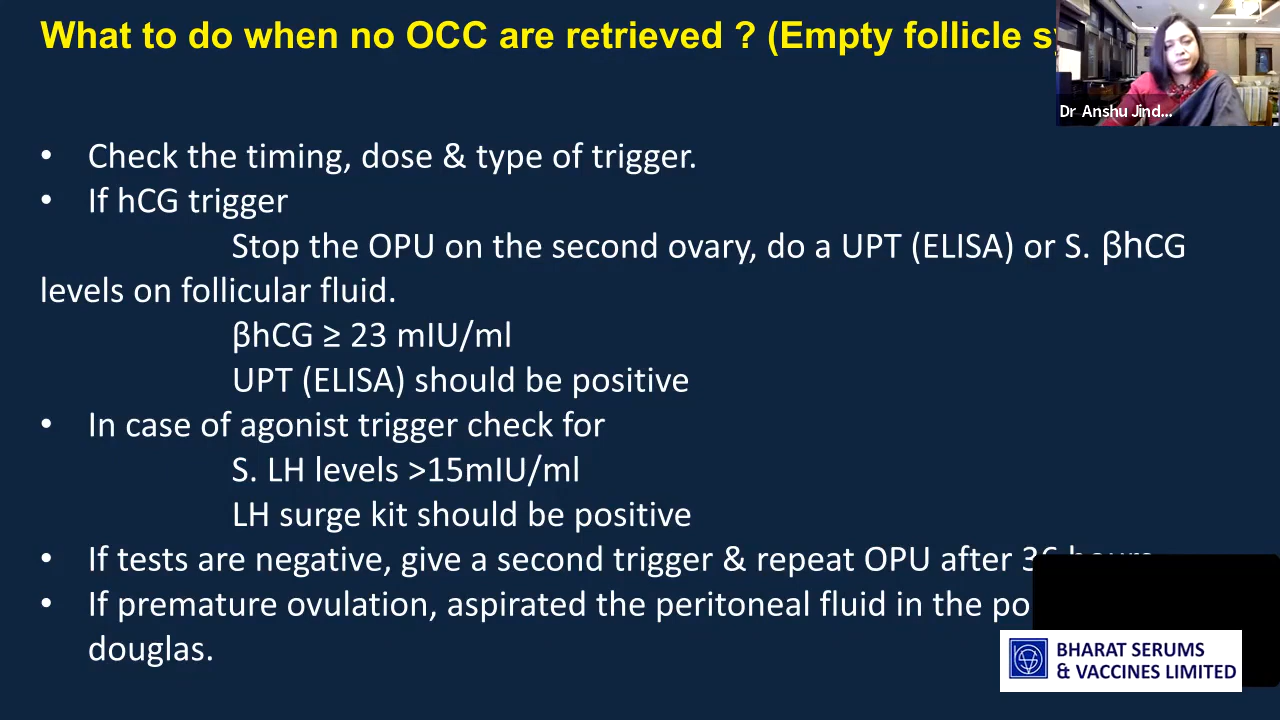 What to do when no OCC are retrieved ? (Empty follicle
Dr Anshu Jind...
• Check the timing, dose & type of trigger.
• If hCG trigger
Stop the OPU on the second ovary, do a UPT (ELISA) or S. βhCG
levels on follicular fluid.
βhCG ≥ 23 mIU/ml
UPT (ELISA) should be positive
• In case of agonist trigger check for
S. LH levels >15mIU/ml
LH surge kit should be positive
• If tests are negative, give a second trigger & repeat OPU after
• If premature ovulation, aspirated the peritoneal fluid in the
douglas.
BHARAT SERUMS
& VACCINES LIMITED